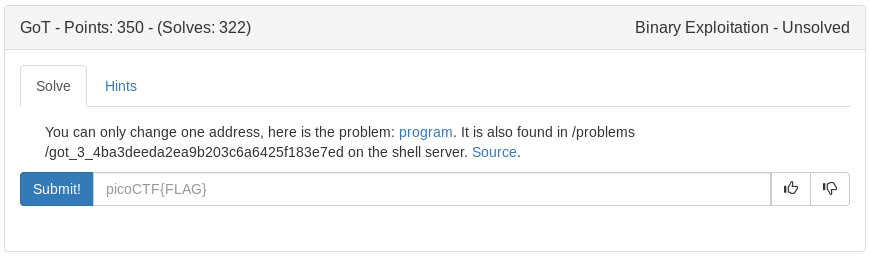 GoT - Points: 350 - (Solves: 322)
Binary Exploitation - Unsolved
Solve
Hints
You can only change one address, here is the problem: program. It is also found in /problems
/got_3_4ba3deeda2ea9b203c6a6425f183e7ed on the shell server. Source.
Submit!
picoCTF{FLAG}